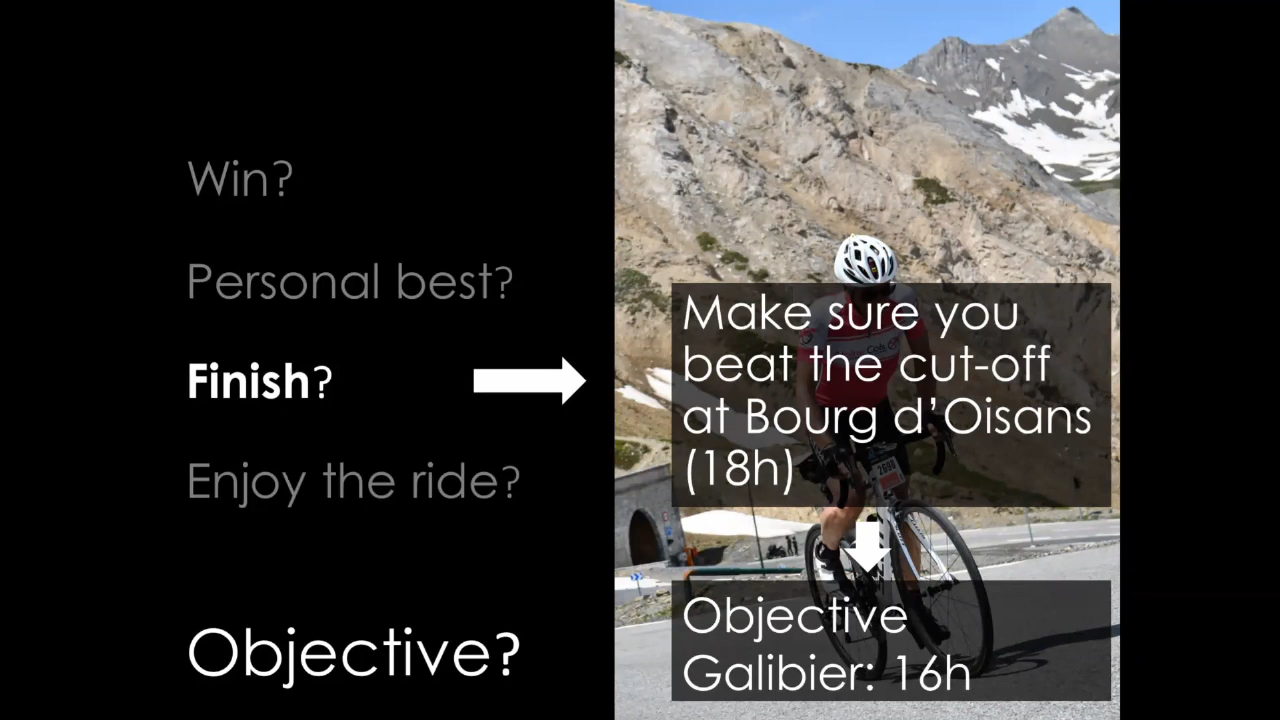 Win?
Personal best?
Finish?
Enjoy the ride?
Objective?
Make sure you
beat the cut-off
at Bourg d’Oisans
(18h)
Objective
Galibier: 16h